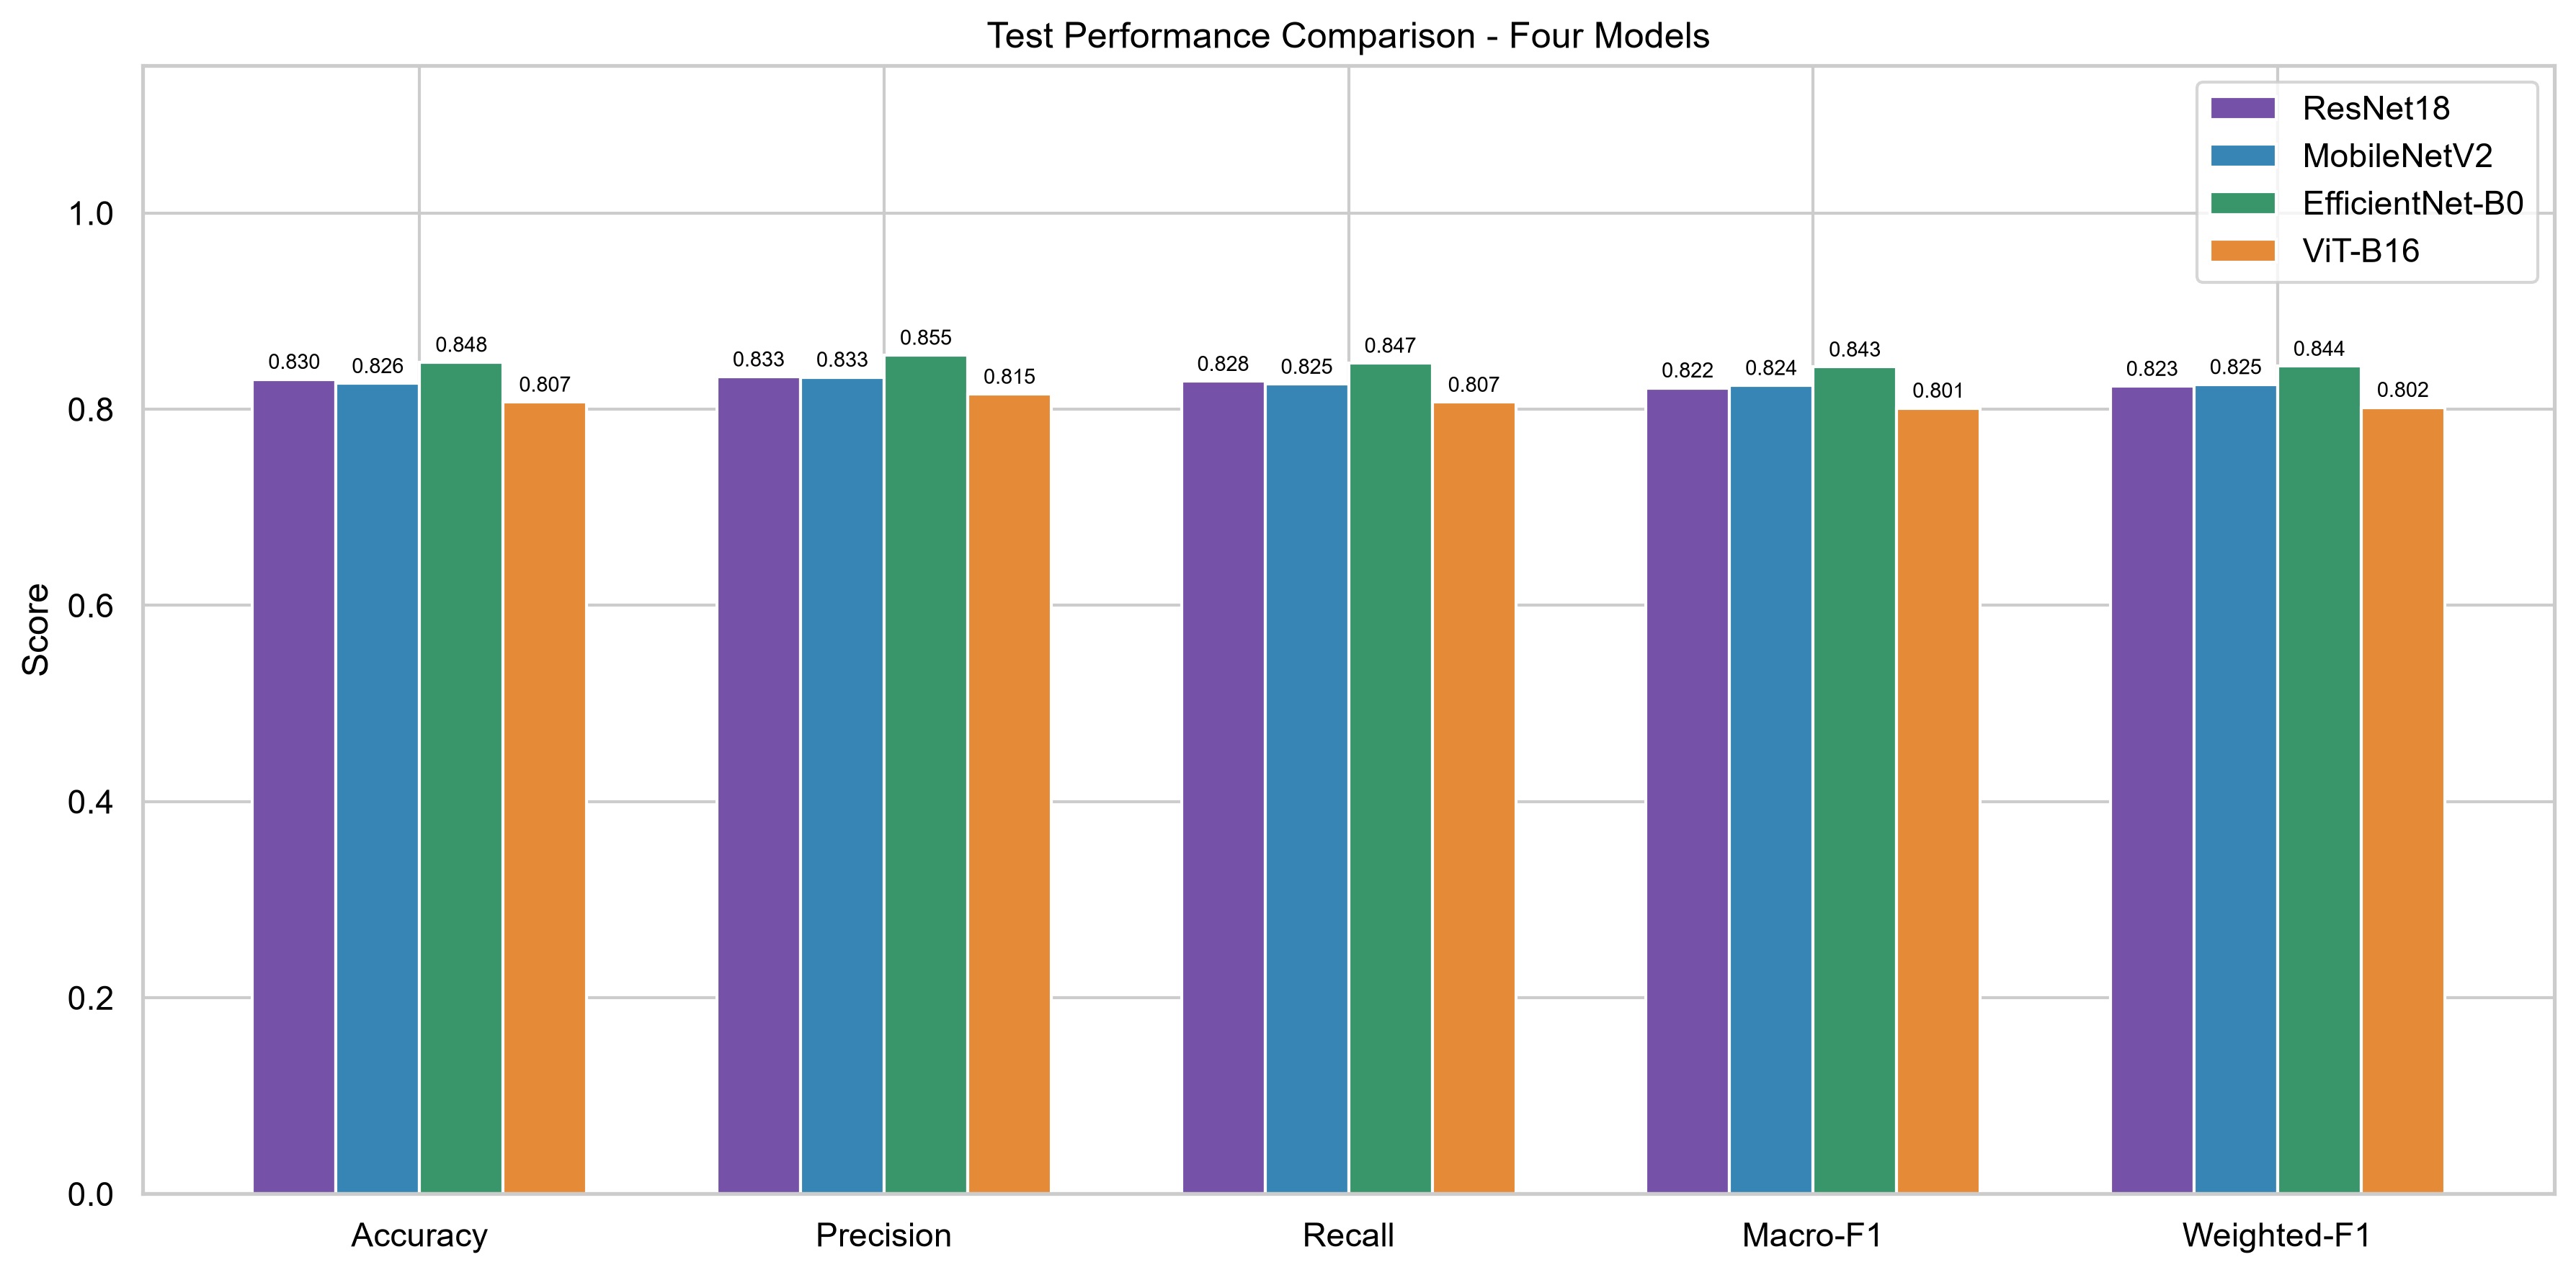 Test Performance Comparison - Four Models
ResNet18
MobileNetV2
EfficientNet-B0
ViT-B16
Score
1.0
0.8
0.6
0.4
0.2
0.0
0.830 0.826 0.848 0.807
0.833 0.833 0.855 0.815
0.828 0.825 0.847 0.807
0.822 0.824 0.843 0.801
0.823 0.825 0.844 0.802
Accuracy Precision Recall Macro-F1 Weighted-F1